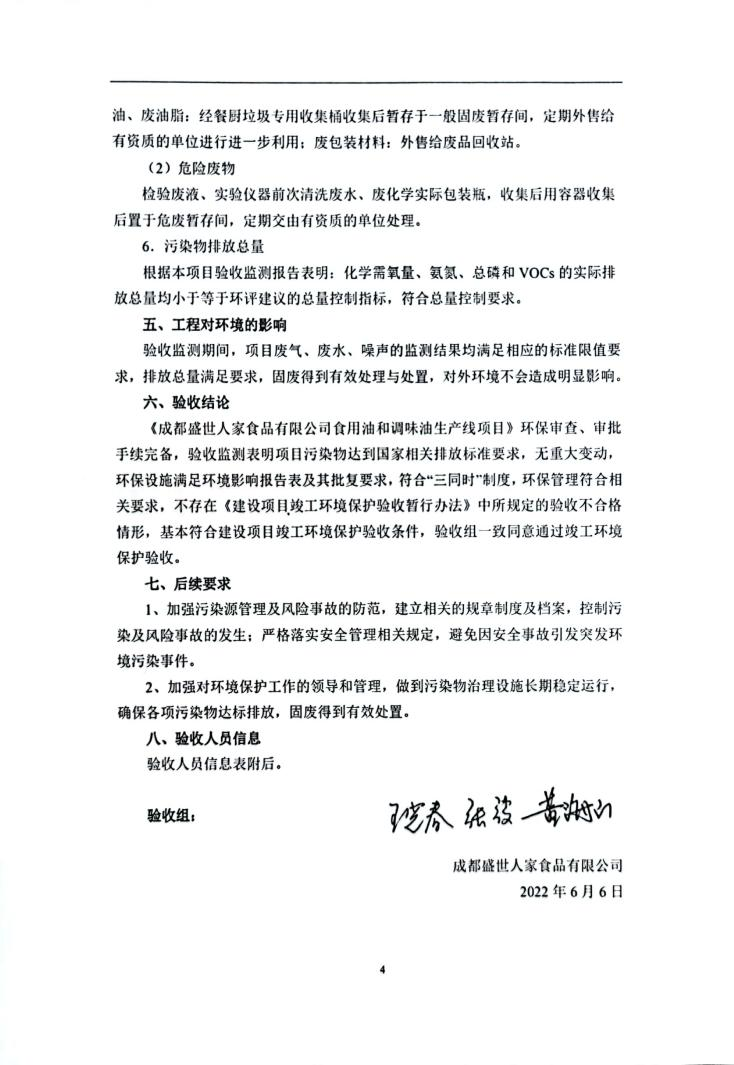 油、废油脂：经餐厨垃圾专用收集桶收集后暂存于一般固废暂存间，定期外售给
有资质的单位进行进一步利用；废包装材料：外售给废品回收站。
（2）危险废物
检验废液、实验仪器前次清洗废水、废化学实际包装瓶，收集后用容器收集
后置于危废暂存间，定期交由有资质的单位处理。
6．污染物排放总量
根据本项目验收监测报告表明：化学需氧量、氨氮、总磷和 VOCs 的实际排
放总量均小于等于环评建议的总量控制指标，符合总量控制要求。
五、工程对环境的影响
验收监测期间，项目废气、废水、噪声的监测结果均满足相应的标准限值要
求，排放总量满足要求，固废得到有效处理与处置，对外环境不会造成明显影响。
六、验收结论
《成都盛世人家食品有限公司食用油和调味油生产线项目》环保审查、审批
手续完备，验收监测表明项目污染物达到国家相关排放标准要求，无重大变动，
环保设施满足环境影响报告表及其批复要求，符合“三同时”制度，环保管理符合相
关要求，不存在《建设项目竣工环境保护验收暂行办法》中所规定的验收不合格
情形，基本符合建设项目竣工环境保护验收条件，验收组一致同意通过竣工环境
保护验收。
七、后续要求
1、加强污染源管理及风险事故的防范，建立相关的规章制度及档案，控制污
染及风险事故的发生；严格落实安全管理相关规定，避免因安全事故引发突发环
境污染事件。
2、加强对环境保护工作的领导和管理，做到污染物治理设施长期稳定运行，
确保各项污染物达标排放，固废得到有效处置。
八、验收人员信息
验收人员信息表附后。
验收组：
成都盛世人家食品有限公司
2022 年 6 月 6 日
4